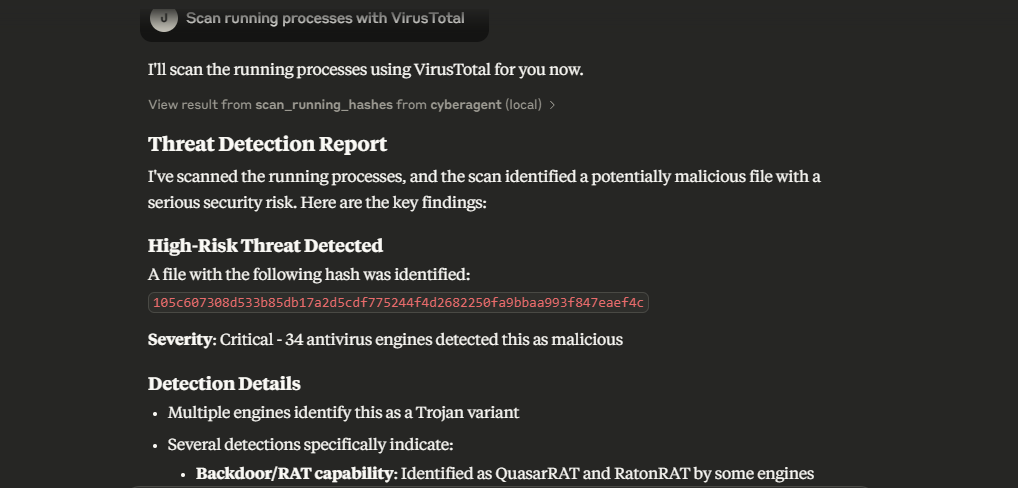 J Scan running processes with VirusTotal
I'll scan the running processes using VirusTotal for you now.
View result from scan_running_hashes from cyberagent (local) >
Threat Detection Report
I've scanned the running processes, and the scan identified a potentially malicious file with a
serious security risk. Here are the key findings:
High-Risk Threat Detected
A file with the following hash was identified:
105c607308d533b85db17a2d5cdf775244f4d2682250fa9bbaa993f847eaef4c
Severity: Critical - 34 antivirus engines detected this as malicious
Detection Details
• Multiple engines identify this as a Trojan variant
• Several detections specifically indicate:
• Backdoor/RAT capability: Identified as QuasarRAT and RatonRAT by some engines